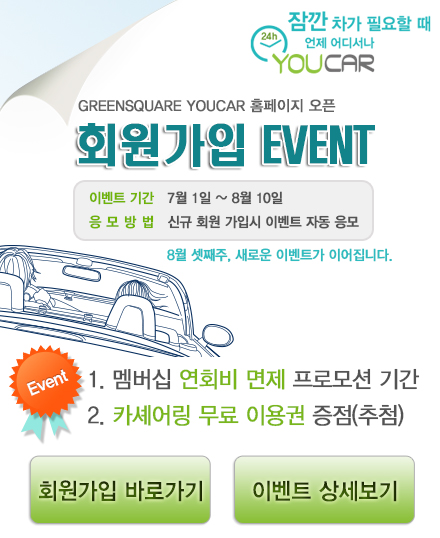 잠깐 차가 필요할 때
언제 어디서나
24h
YOUCAR
GREENSQUARE YOUCAR 홈페이지 오픈
회원가입 EVENT
이벤트 기간 7월 1일 ~ 8월 10일
응 모 방 법 신규 회원 가입시 이벤트 자동 응모
8월 셋째주, 새로운 이벤트가 이어집니다.
Event
1. 멤버십 연회비 면제 프로모션 기간
2. 카셰어링 무료 이용권 증점(추첨)
회원가입 바로가기
이벤트 상세보기